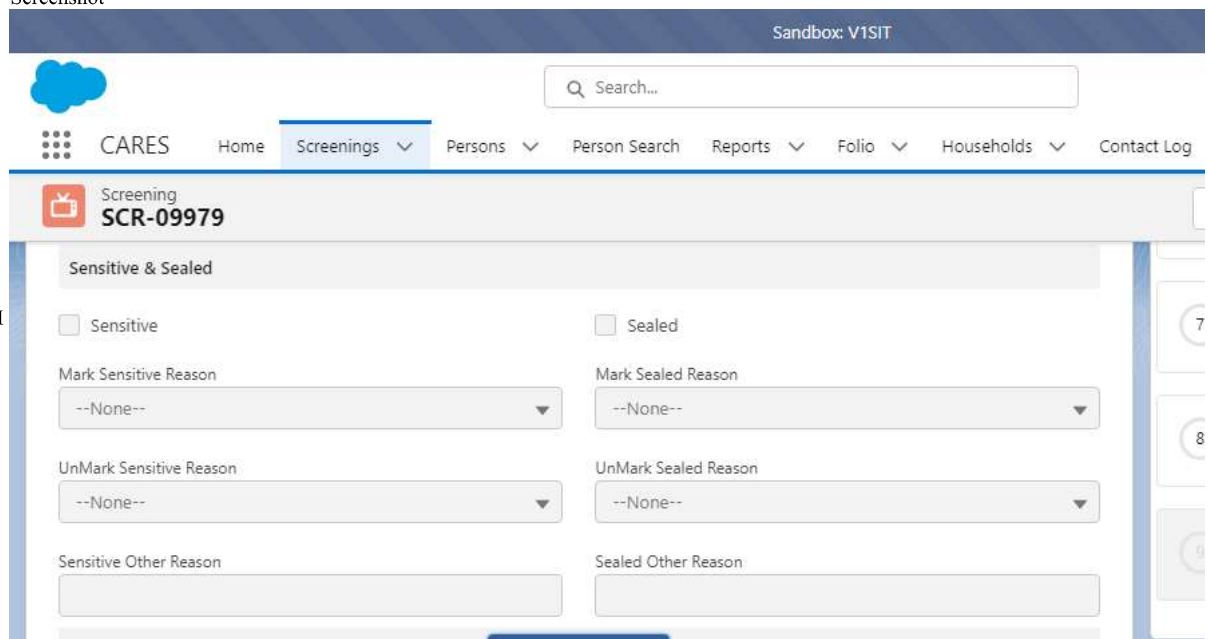 Screenshot
Sandbox: V1SIT
Search...
CARES Home Screenings Persons Person Search Reports Folio Households Contact Log
Screening
SCR-09979
Sensitive & Sealed
Sensitive Sealed
7
Mark Sensitive Reason Mark Sealed Reason
--None-- --None--
8
UnMark Sensitive Reason UnMark Sealed Reason
--None-- --None--
9
Sensitive Other Reason Sealed Other Reason